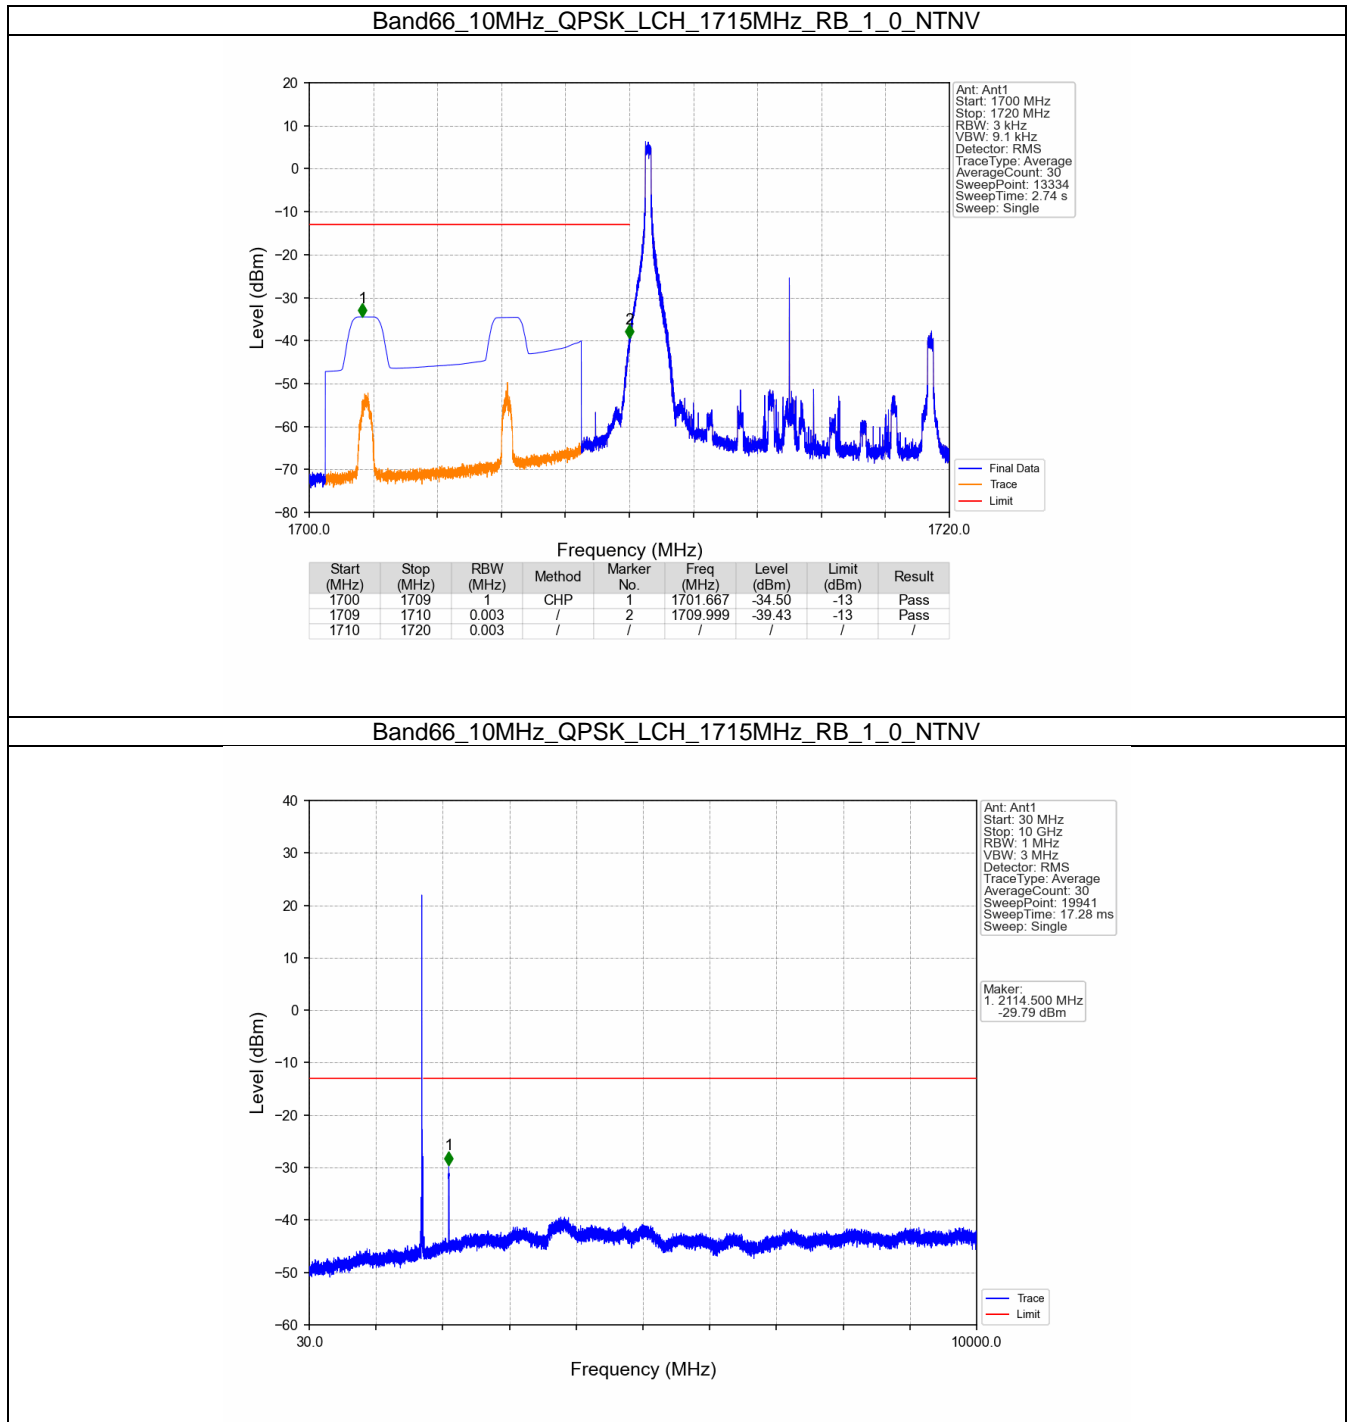 Band66_10MHz_QPSK_LCH_1715MHz_RB_1_0_NTNV
20
10
0
−10
−20
−30
−40
−50
−60
−70
−80
Level (dBm)
1
2
1700.0
1720.0
Frequency (MHz)
Ant: Ant1
Start: 1700 MHz
Stop: 1720 MHz
RBW: 3 kHz
VBW: 9.1 kHz
Detector: RMS
TraceType: Average
AverageCount: 30
SweepPoint: 13334
SweepTime: 2.74 s
Sweep: Single
Final Data
Trace
Limit
Start (MHz) Stop (MHz) RBW (MHz) Method Marker No. Freq (MHz) Level (dBm) Limit (dBm) Result
1700 1709 1 CHP 1 1701.667 -34.50 -13 Pass
1709 1710 0.003 / 2 1709.999 -39.43 -13 Pass
1710 1720 0.003 / / / / / /
Band66_10MHz_QPSK_LCH_1715MHz_RB_1_0_NTNV
40
30
20
10
0
−10
−20
−30
−40
−50
−60
Level (dBm)
1
30.0
10000.0
Frequency (MHz)
Ant: Ant1
Start: 30 MHz
Stop: 10 GHz
RBW: 1 MHz
VBW: 3 MHz
Detector: RMS
TraceType: Average
AverageCount: 30
SweepPoint: 19941
SweepTime: 17.28 ms
Sweep: Single
Maker:
1. 2114.500 MHz
-29.79 dBm
Trace
Limit